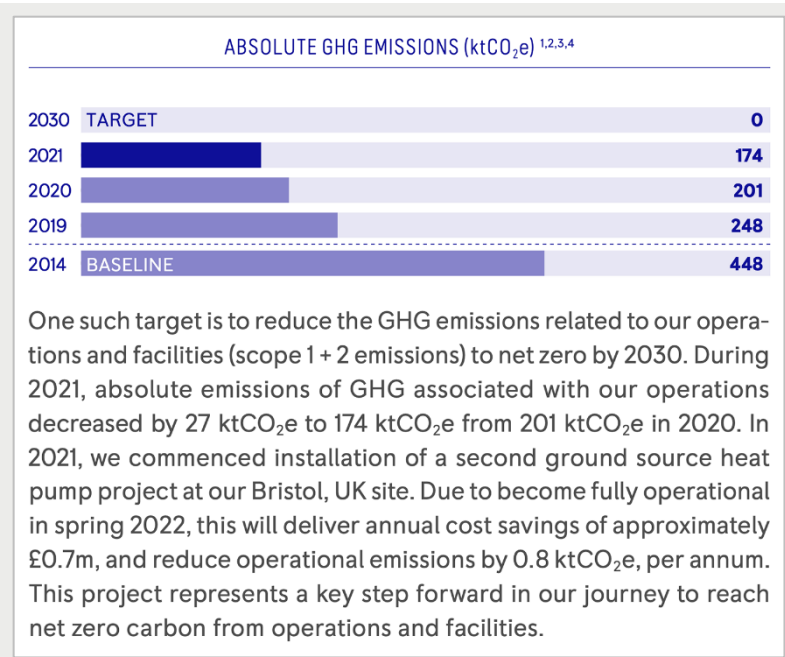 ABSOLUTE GHG EMISSIONS (ktCO₂e) ¹,²,³,⁴
2030 TARGET 0
2021 174
2020 201
2019 248
2014 BASELINE 448
One such target is to reduce the GHG emissions related to our opera-
tions and facilities (scope 1 + 2 emissions) to net zero by 2030. During
2021, absolute emissions of GHG associated with our operations
decreased by 27 ktCO₂e to 174 ktCO₂e from 201 ktCO₂e in 2020. In
2021, we commenced installation of a second ground source heat
pump project at our Bristol, UK site. Due to become fully operational
in spring 2022, this will deliver annual cost savings of approximately
£0.7m, and reduce operational emissions by 0.8 ktCO₂e, per annum.
This project represents a key step forward in our journey to reach
net zero carbon from operations and facilities.